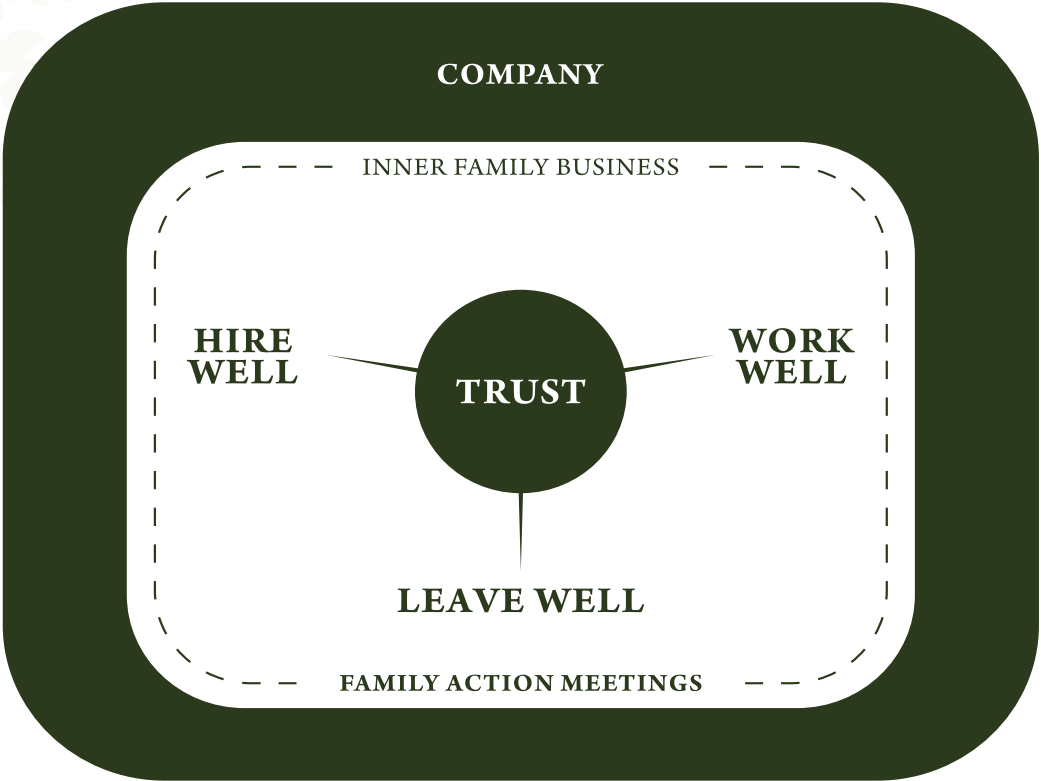 COMPANY
INNER FAMILY BUSINESS
HIRE
WELL
TRUST
WORK
WELL
LEAVE WELL
FAMILY ACTION MEETINGS